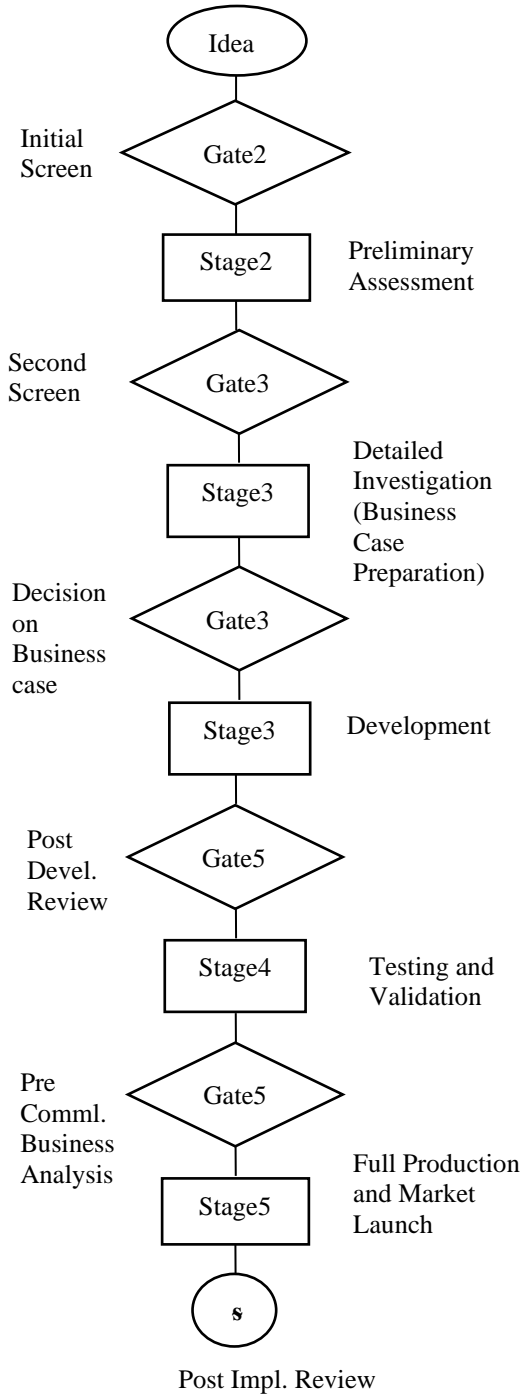 Idea
Initial
Screen
Gate2
Stage2
Preliminary
Assessment
Second
Screen
Gate3
Stage3
Detailed
Investigation
(Business
Case
Preparation)
Decision
on
Business
case
Gate3
Stage3
Development
Post
Devel.
Review
Gate5
Stage4
Testing and
Validation
Pre
Comml.
Business
Analysis
Gate5
Stage5
Full Production
and Market
Launch
Post Impl. Review